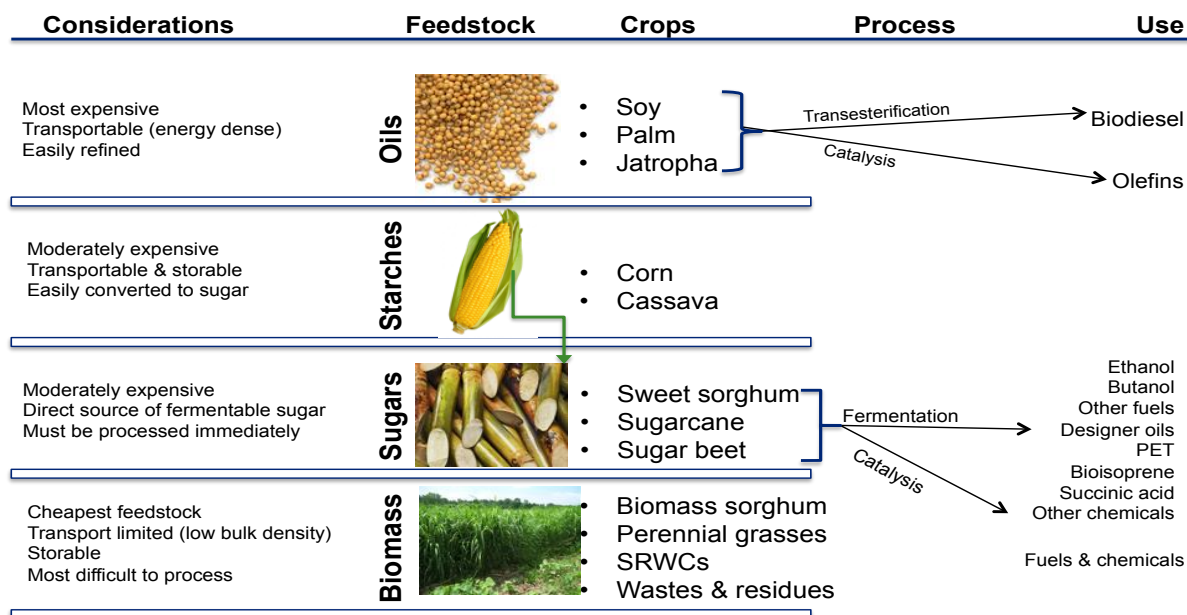 Considerations Feedstock Crops Process Use
Most expensive
Transportable (energy dense)
Easily refined
Oils
• Soy
• Palm
• Jatropha
Transesterification
Catalysis
Biodiesel
Olefins
Moderately expensive
Transportable & storable
Easily converted to sugar
Starches
• Corn
• Cassava
Moderately expensive
Direct source of fermentable sugar
Must be processed immediately
Sugars
• Sweet sorghum
• Sugarcane
• Sugar beet
Fermentation
Catalysis
Ethanol
Butanol
Other fuels
Designer oils
PET
Bioisoprene
Succinic acid
Other chemicals
Cheapest feedstock
Transport limited (low bulk density)
Storable
Most difficult to process
Biomass
• Biomass sorghum
• Perennial grasses
• SRWCs
• Wastes & residues
Fuels & chemicals